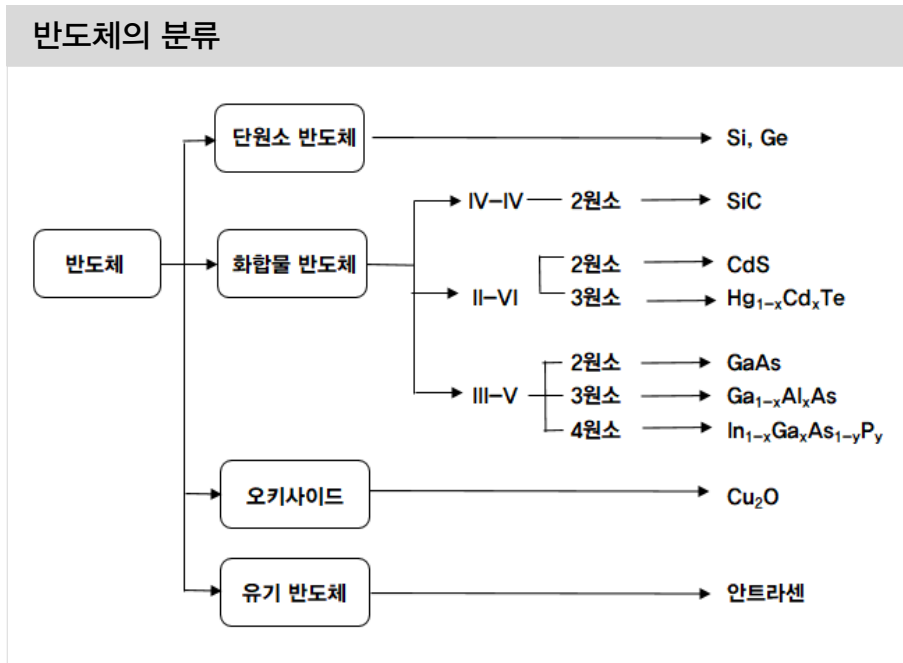 반도체의 분류
단원소 반도체 Si, Ge
IV–IV 2원소 SiC
반도체 화합물 반도체
2원소 CdS
II–VI 3원소 Hg₁₋ₓCdₓTe
2원소 GaAs
III–V 3원소 Ga₁₋ₓAlₓAs
4원소 In₁₋ₓGaₓAs₁₋yPy
오키사이드 Cu₂O
유기 반도체 안트라센